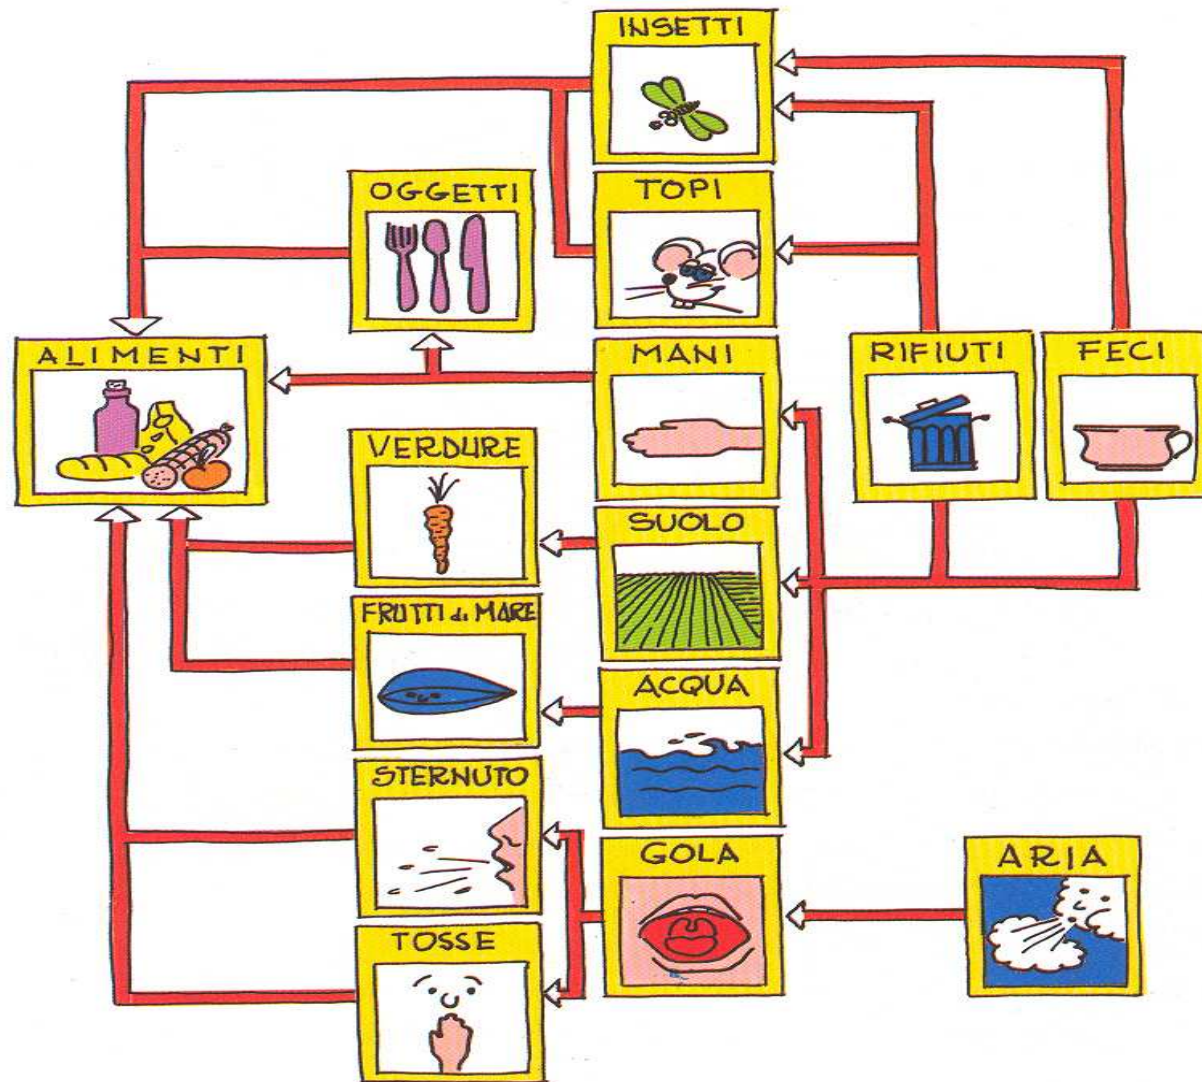 INSETTI
OGGETTI
TOPI
ALIMENTI
MANI
RIFIUTI
FECI
VERDURE
SUOLO
FRUTTI di MARE
ACQUA
STERNUTO
GOLA
ARIA
TOSSE